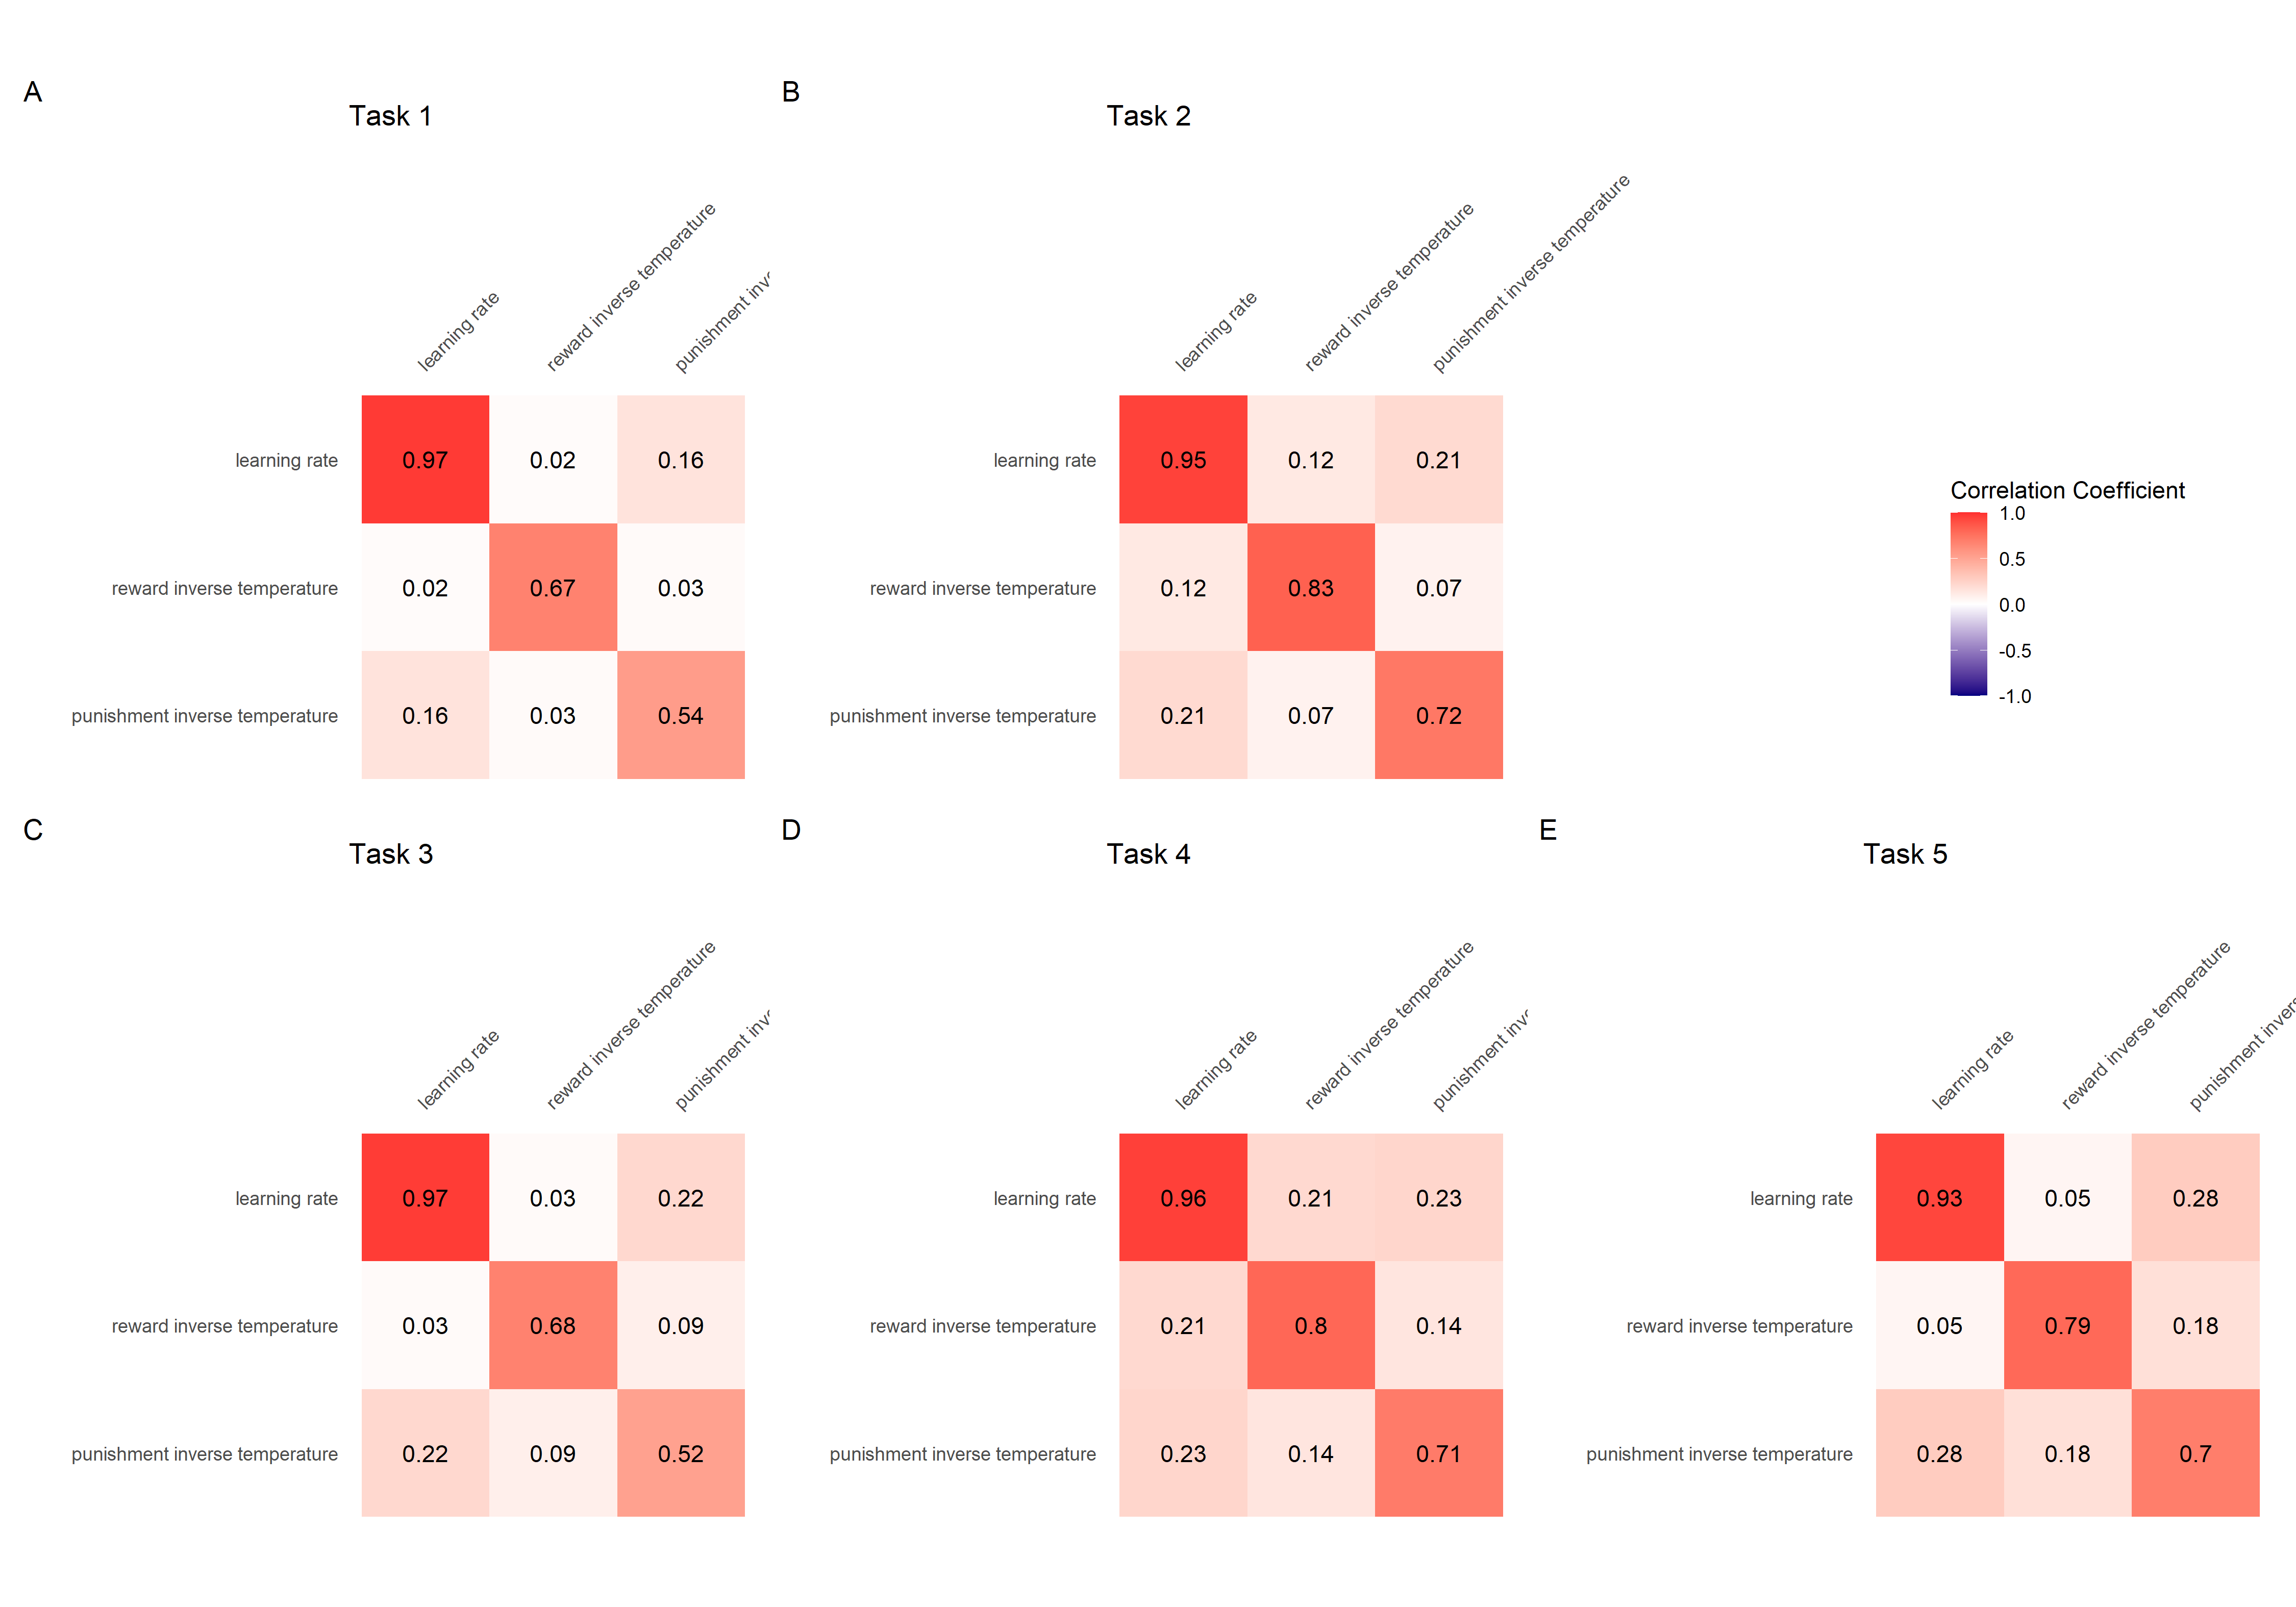 A
Task 1
learning rate
reward inverse temperature
punishment
learning rate 0.97 0.02 0.16
reward inverse temperature 0.02 0.67 0.03
punishment inverse temperature 0.16 0.03 0.54
B
Task 2
learning rate
reward inverse temperature
punishment inverse temperature
learning rate 0.95 0.12 0.21
reward inverse temperature 0.12 0.83 0.07
punishment inverse temperature 0.21 0.07 0.72
Correlation Coefficient
1.0
0.5
0.0
-0.5
-1.0
C
Task 3
learning rate
reward inverse temperature
punishment
learning rate 0.97 0.03 0.22
reward inverse temperature 0.03 0.68 0.09
punishment inverse temperature 0.22 0.09 0.52
D
Task 4
learning rate
reward inverse temperature
punishment
learning rate 0.96 0.21 0.23
reward inverse temperature 0.21 0.8 0.14
punishment inverse temperature 0.23 0.14 0.71
E
Task 5
learning rate
reward inverse temperature
punishment
learning rate 0.93 0.05 0.28
reward inverse temperature 0.05 0.79 0.18
punishment inverse temperature 0.28 0.18 0.7